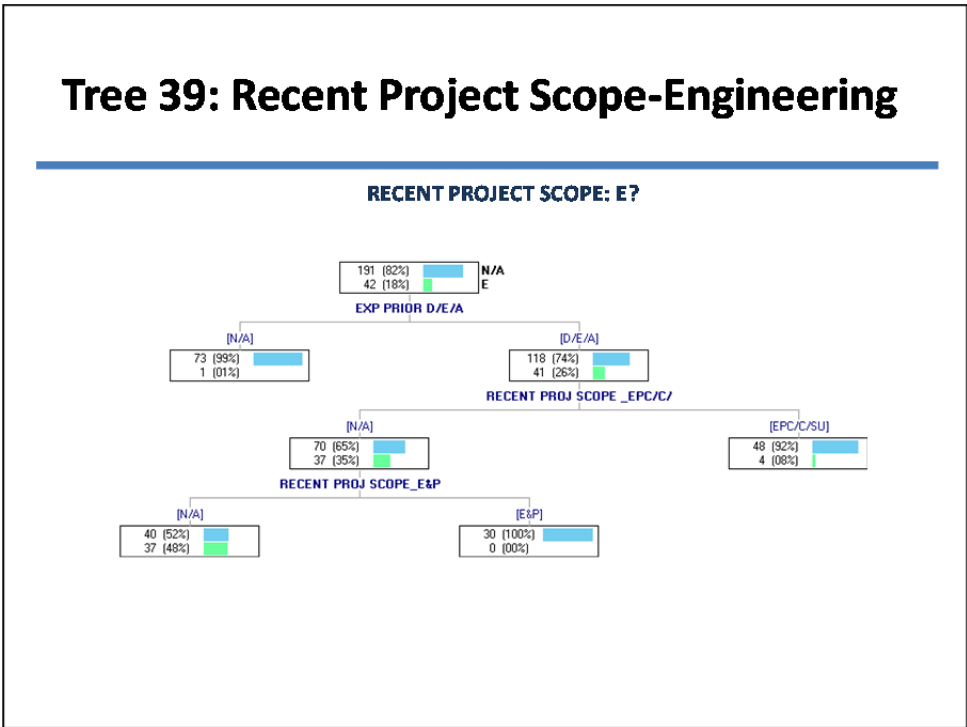 Tree 39: Recent Project Scope-Engineering
RECENT PROJECT SCOPE: E?
191 (82%) N/A
42 (18%) E
EXP PRIOR D/E/A
[N/A] [D/E/A]
73 (99%) 118 (74%)
1 (01%) 41 (26%)
RECENT PROJ SCOPE _EPC/C/
[N/A] [EPC/C/SU]
70 (65%) 48 (92%)
37 (35%) 4 (08%)
RECENT PROJ SCOPE_E&P
[N/A] [E&P]
40 (52%) 30 (100%)
37 (48%) 0 (00%)